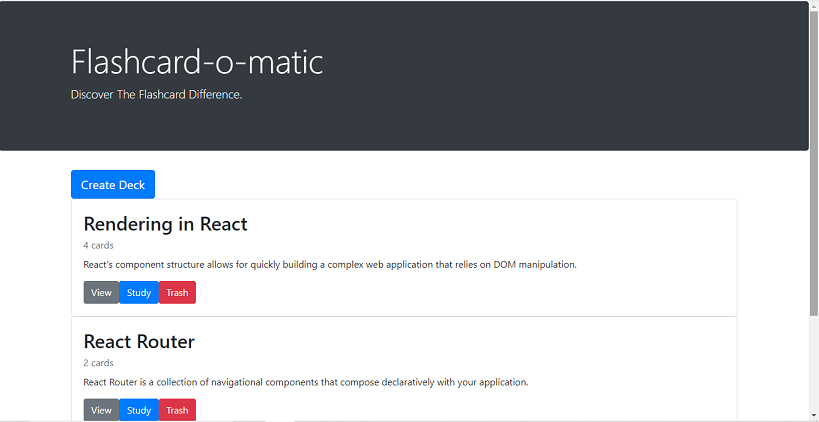 Flashcard-o-matic
Discover The Flashcard Difference.
Create Deck
Rendering in React
4 cards
React's component structure allows for quickly building a complex web application that relies on DOM manipulation.
View Study Trash
React Router
2 cards
React Router is a collection of navigational components that compose declaratively with your application.
View Study Trash